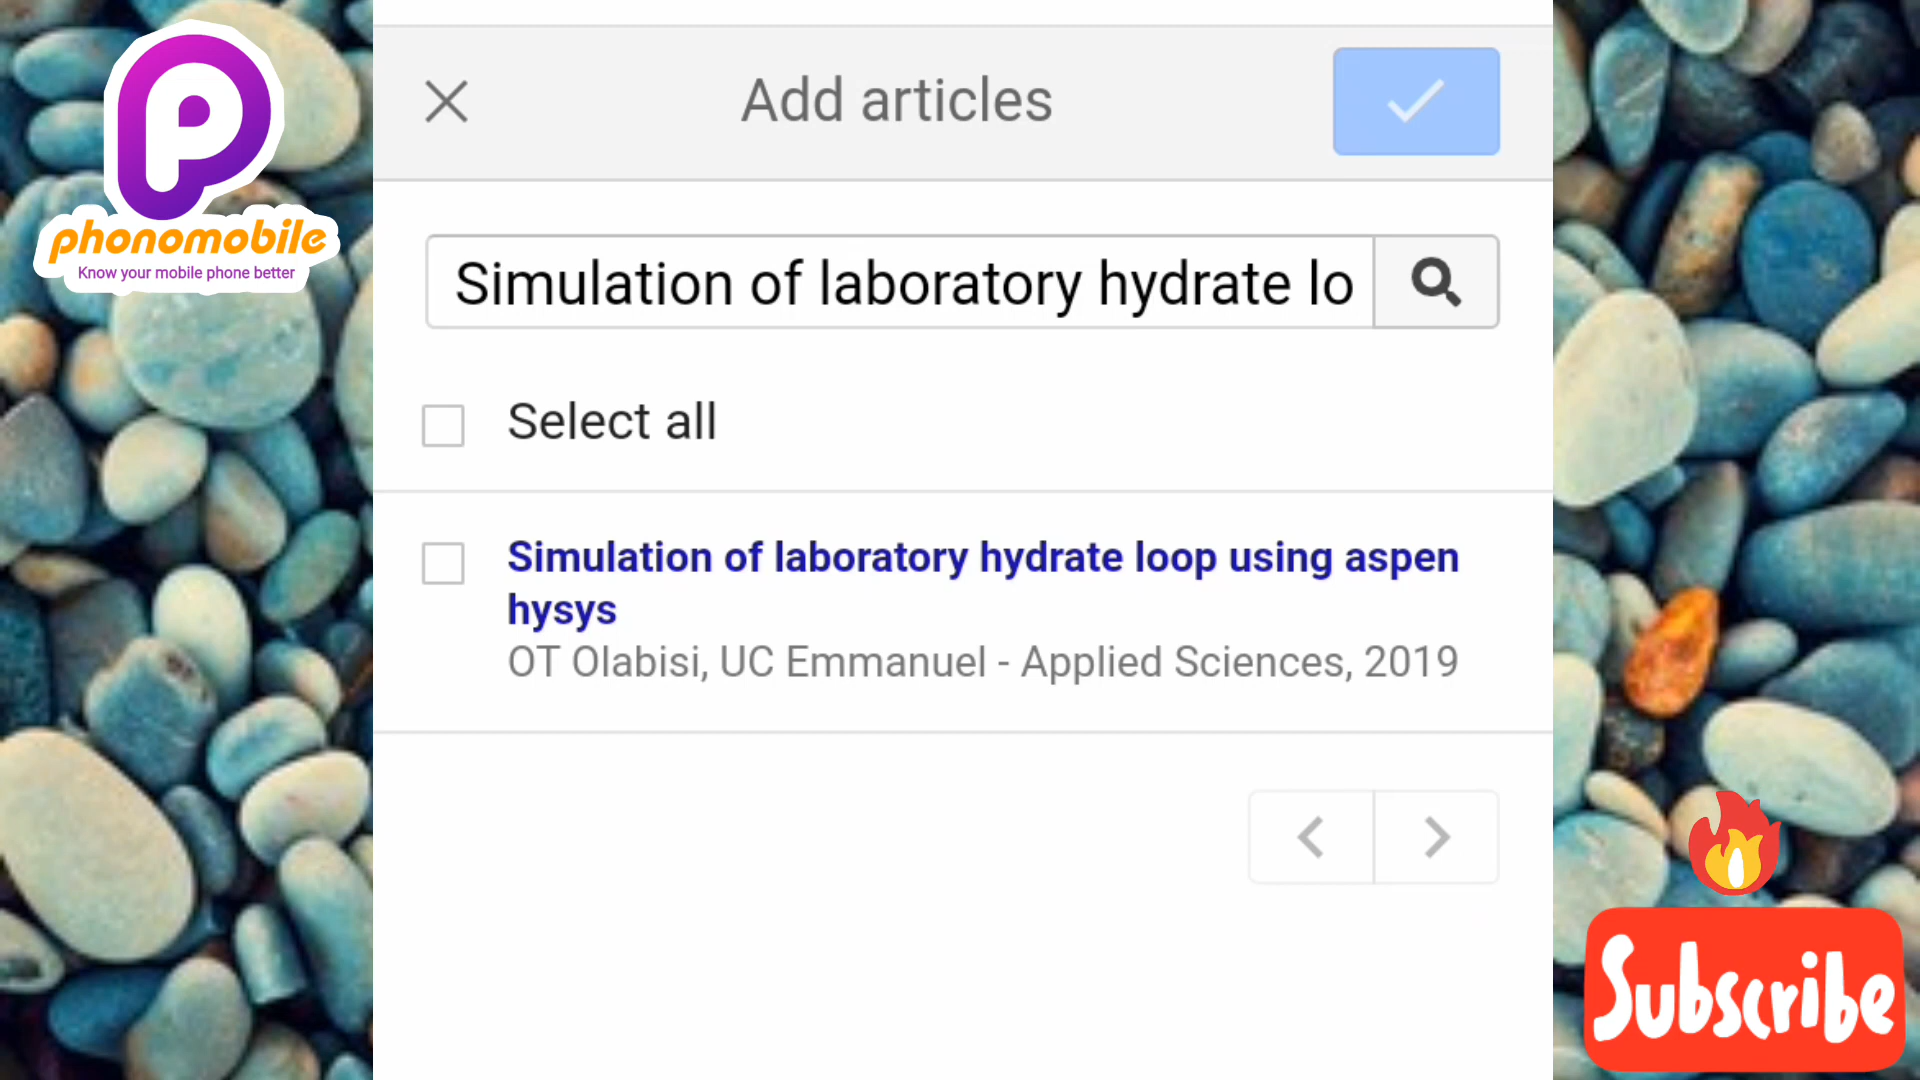 phonomobile
Know your mobile phone better
Add articles
Simulation of laboratory hydrate lo
Select all
Simulation of laboratory hydrate loop using aspen
hysys
OT Olabisi, UC Emmanuel - Applied Sciences, 2019
Subscribe